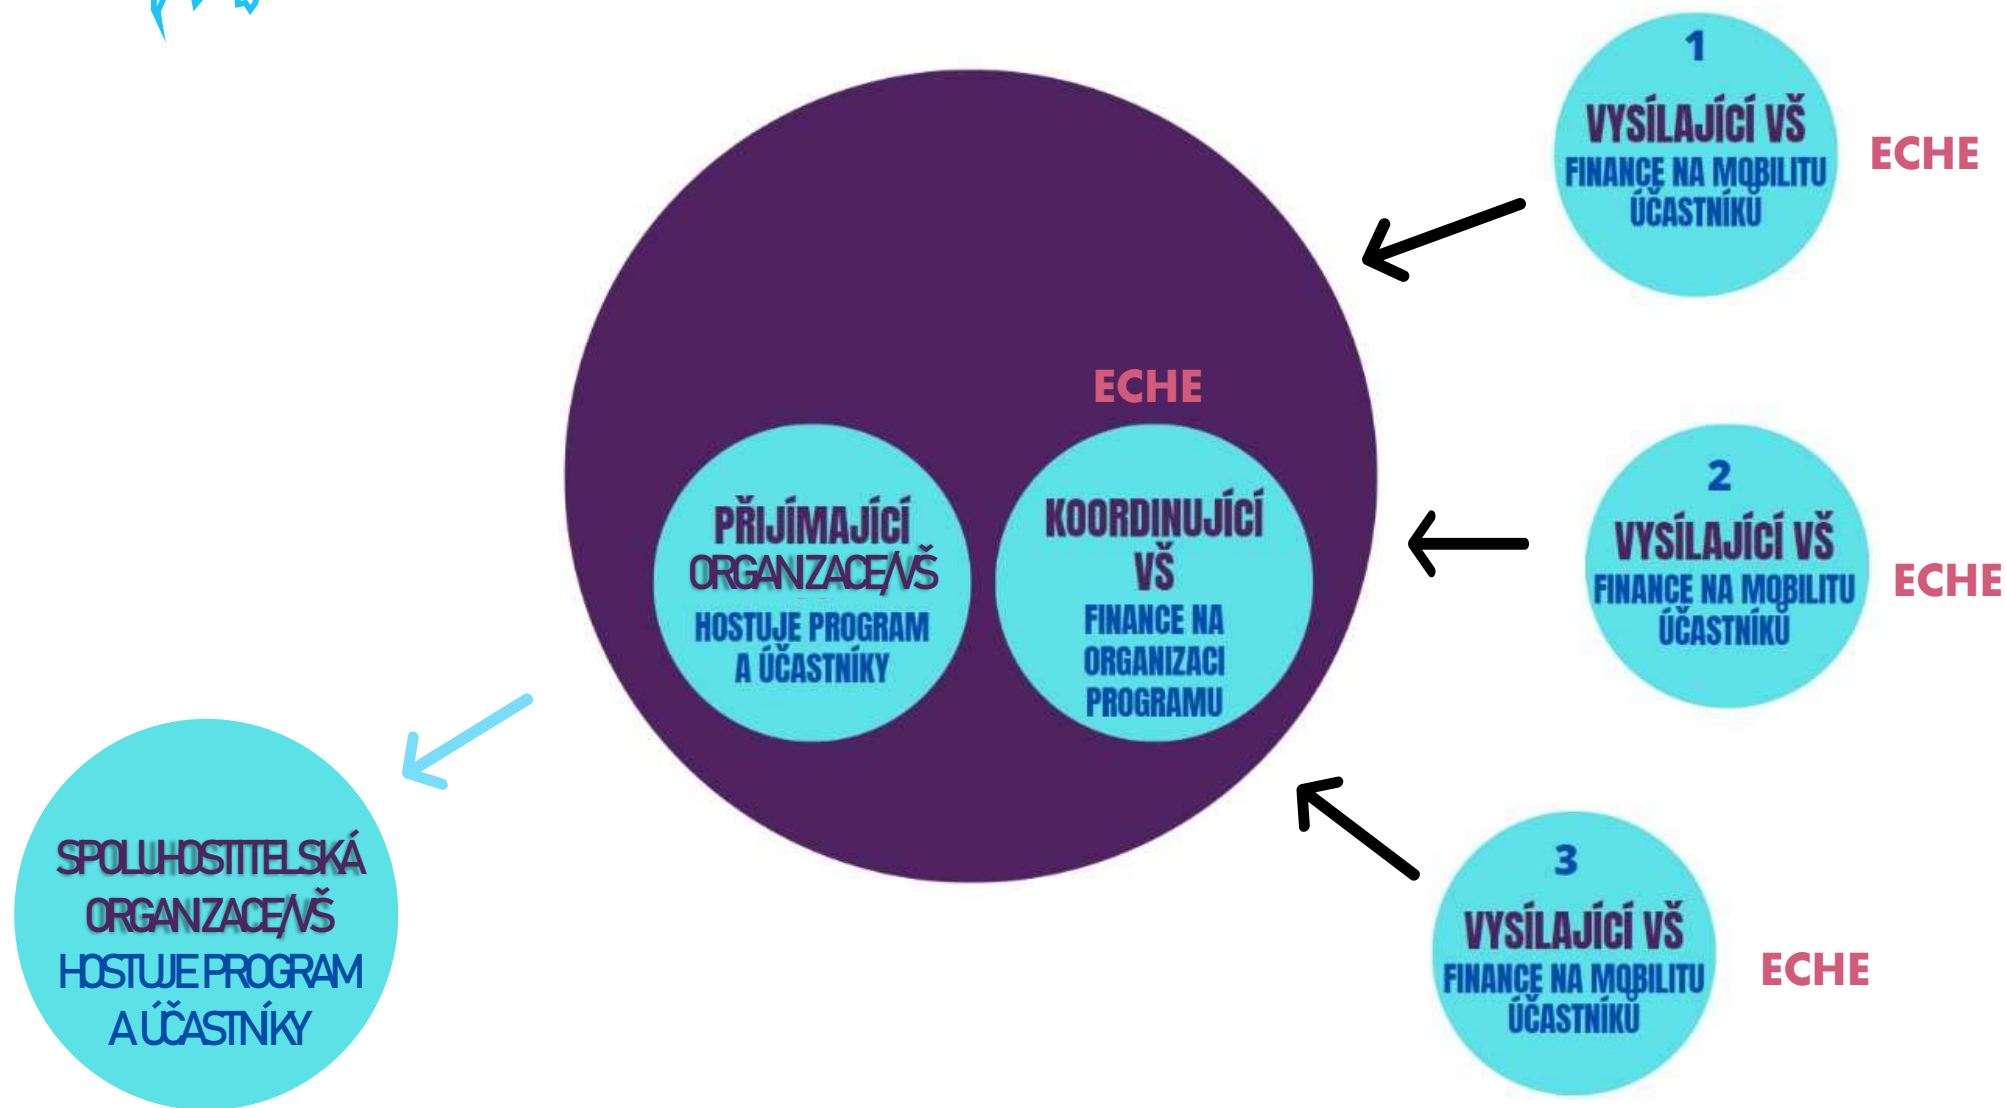 1
VYSÍLAJÍCÍ VŠ
FINANCE NA MOBILITU
ÚČASTNÍKŮ
ECHE
ECHE
PŘIJÍMAJÍCÍ
ORGANIZACE/VŠ
HOSTUJE PROGRAM
A ÚČASTNÍKY
KOORDINUJÍCÍ
VŠ
FINANCE NA
ORGANIZACI
PROGRAMU
2
VYSÍLAJÍCÍ VŠ
FINANCE NA MOBILITU
ÚČASTNÍKŮ
ECHE
SPOLUHOSTITELSKÁ
ORGANIZACE/VŠ
HOSTUJE PROGRAM
A ÚČASTNÍKY
3
VYSÍLAJÍCÍ VŠ
FINANCE NA MOBILITU
ÚČASTNÍKŮ
ECHE